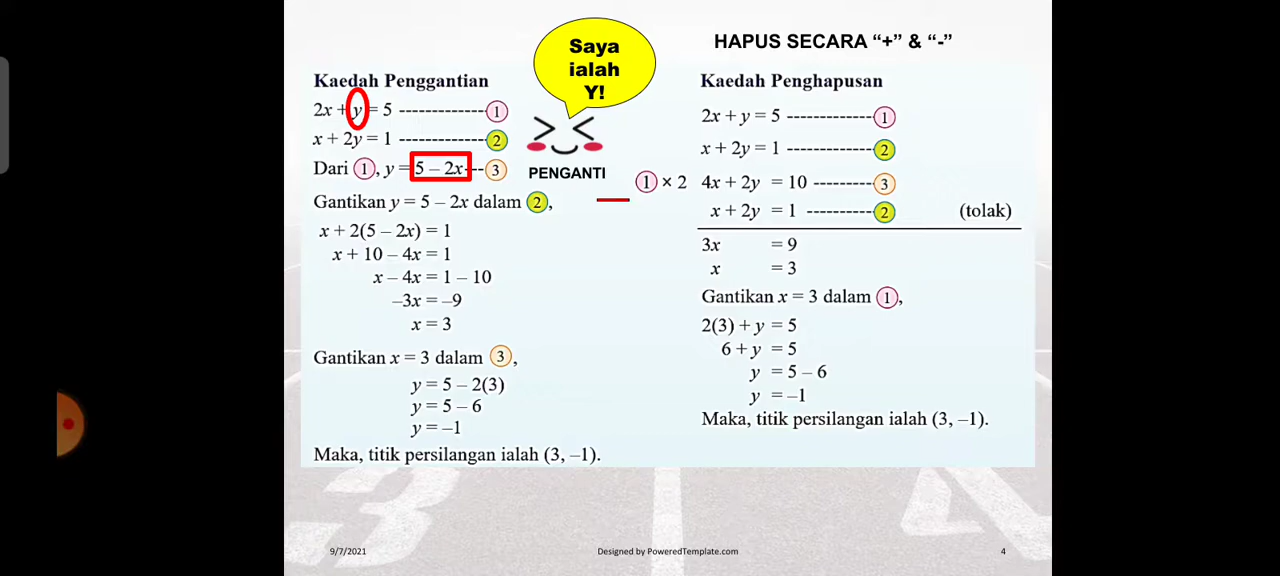 HAPUS SECARA “+” & “-”
Saya
ialah
Y!
Kaedah Penggantian
2x + y = 5 -------------①
x + 2y = 1 ---------------②
Dari ①, y = 5 – 2x--③
PENGANTI
Gantikan y = 5 – 2x dalam ②,
x + 2(5 – 2x) = 1
x + 10 – 4x = 1
x – 4x = 1 – 10
–3x = –9
x = 3
Gantikan x = 3 dalam ③,
y = 5 – 2(3)
y = 5 – 6
y = –1
Maka, titik persilangan ialah (3, –1).
Kaedah Penghapusan
2x + y = 5 -------------①
x + 2y = 1 -------------②
① × 2 4x + 2y = 10 ---------③
x + 2y = 1 ----------② (tolak)
3x = 9
x = 3
Gantikan x = 3 dalam ①,
2(3) + y = 5
6 + y = 5
y = 5 – 6
y = –1
Maka, titik persilangan ialah (3, –1).
9/7/2021
Designed by PoweredTemplate.com
4